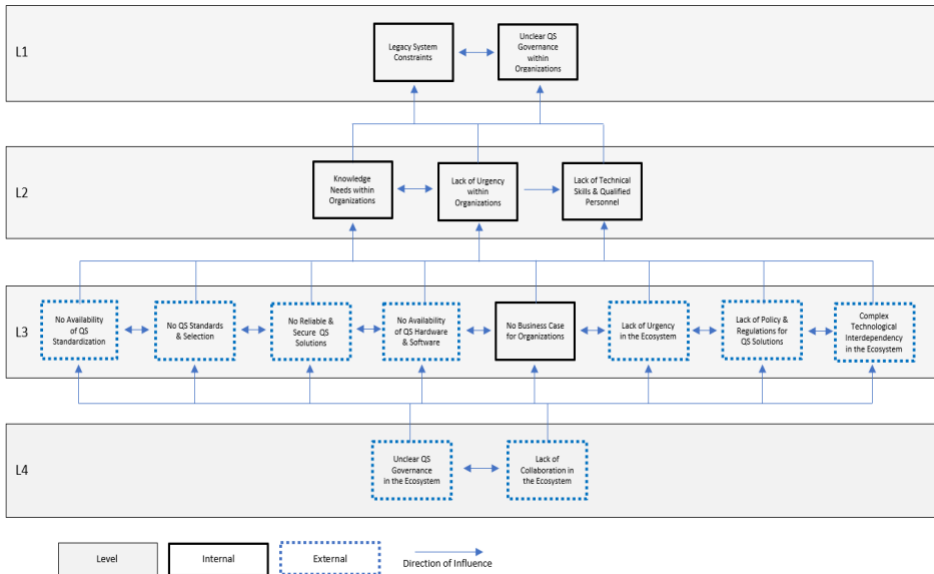 L1
Legacy System
Constraints
Unclear QS
Governance
within
Organizations
L2
Knowledge
Needs within
Organizations
Lack of Urgency
within
Organizations
Lack of Technical
Skills & Qualified
Personnel
L3
No Availability
of QS
Standardization
No QS Standards
& Selection
No Reliable &
Secure QS
Solutions
No Availability
of QS Hardware
& Software
No Business Case
for Organizations
Lack of Urgency
in the Ecosystem
Lack of Policy &
Regulations for
QS Solutions
Complex
Technological
Interdependency
in the Ecosystem
L4
Unclear QS
Governance
in the Ecosystem
Lack of
Collaboration in
the Ecosystem
Level
Internal
External
Direction of Influence